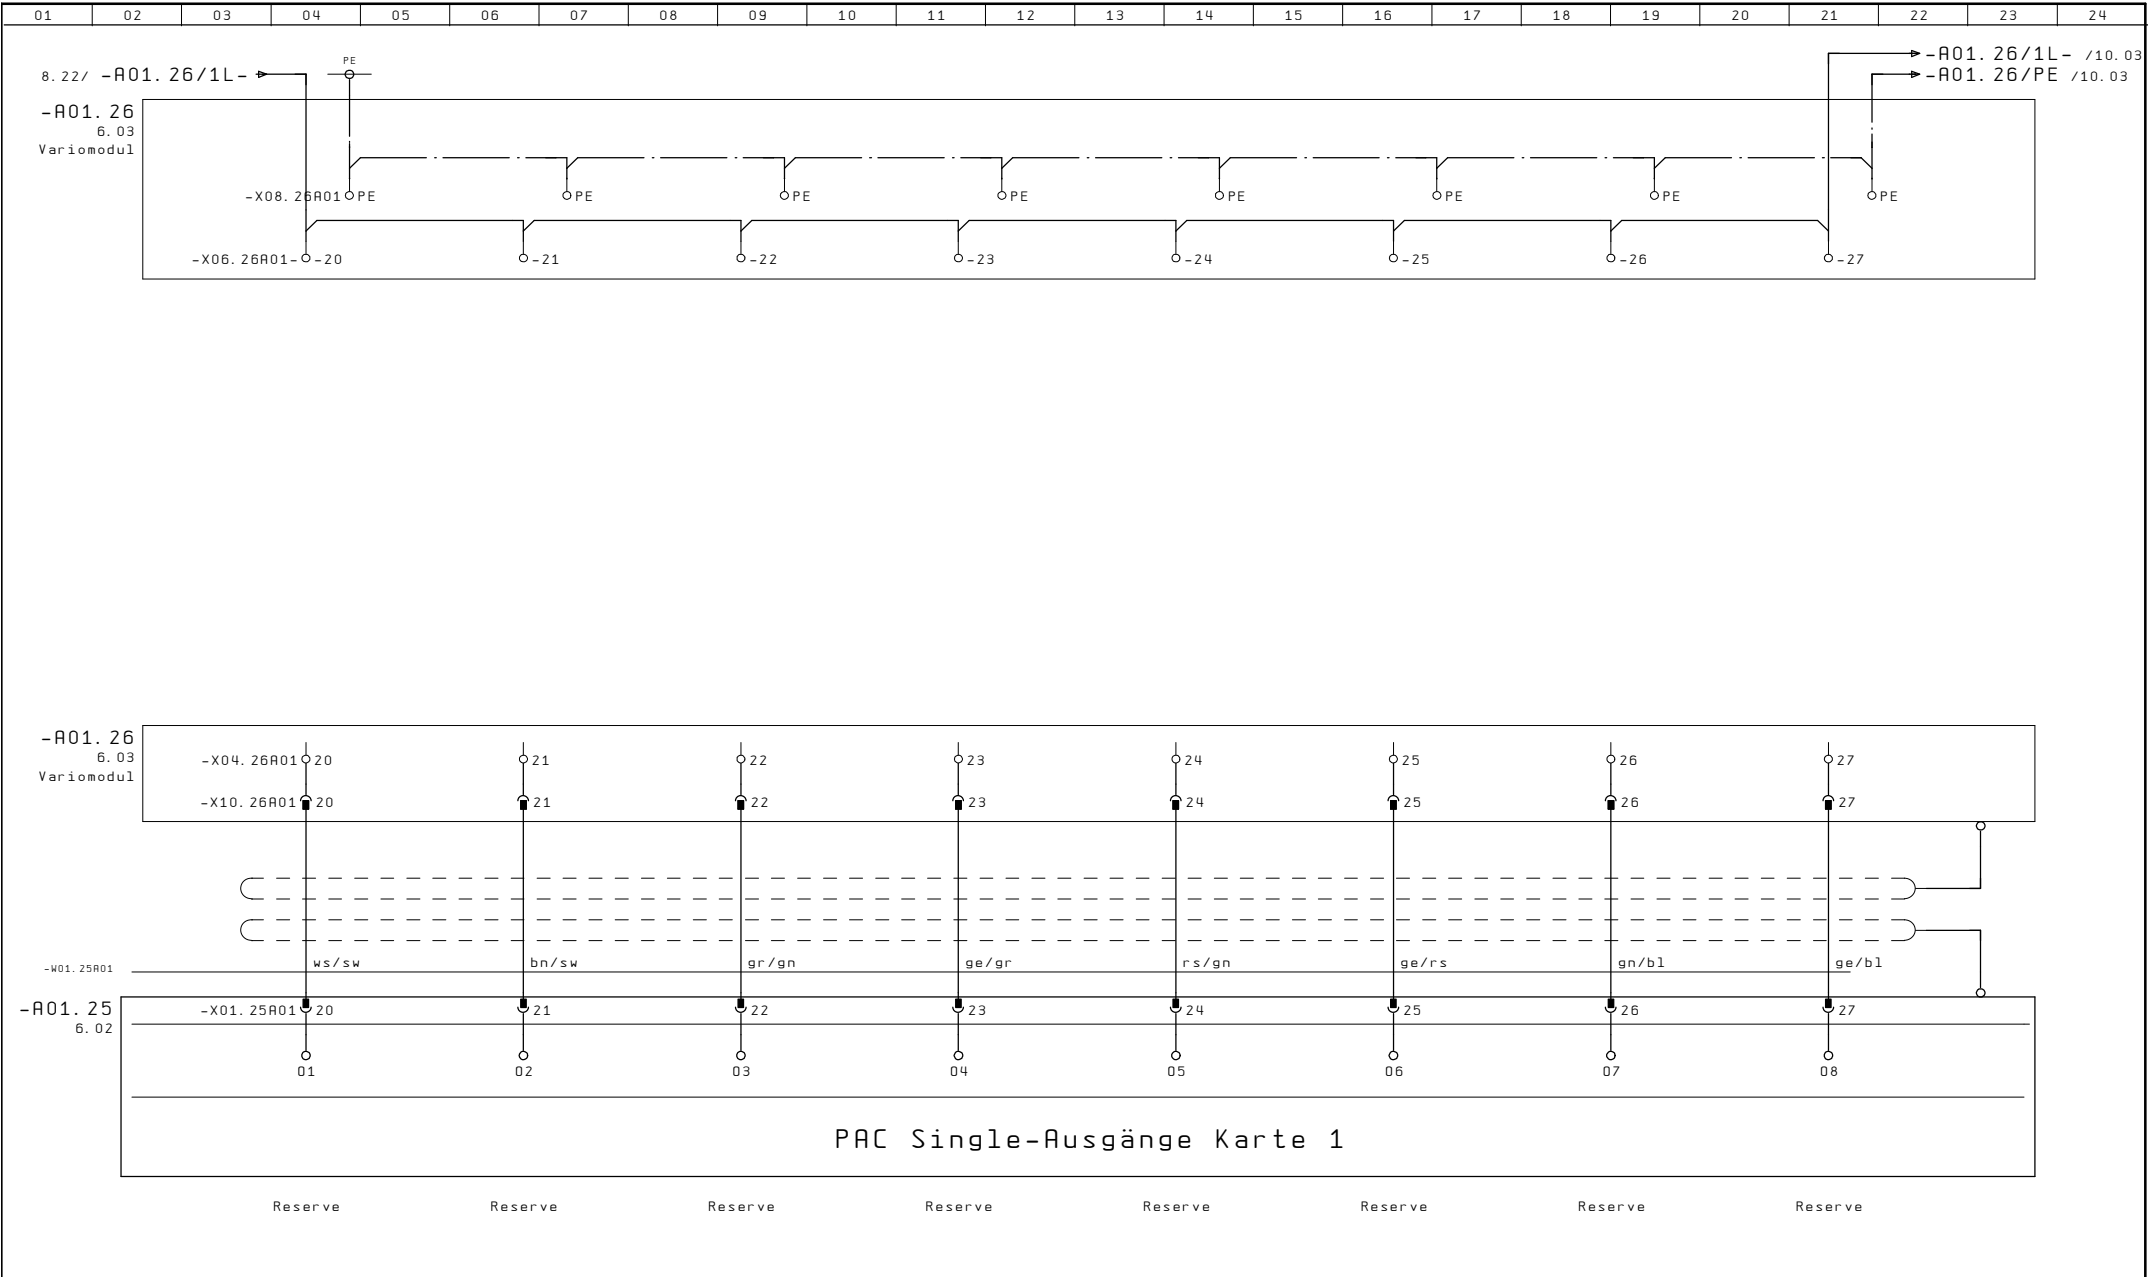 01 02 03 04 05 06 07 08 09 10 11 12 13 14 15 16 17 18 19 20 21 22 23 24
PE
-A01.26/1L- /10.03
8.22/ -A01.26/1L-
-A01.26/PE /10.03
-A01.26
6.03
Variomodul
-X08.26A01 PE PE PE PE PE PE PE PE
-X06.26A01- -20 -21 -22 -23 -24 -25 -26 -27
-A01.26
6.03
Variomodul
-X04.26A01 20 21 22 23 24 25 26 27
-X10.26A01 20 21 22 23 24 25 26 27
ws/sw bn/sw gr/gn ge/gr rs/gn ge/rs gn/bl ge/bl
-W01.25A01
-A01.25
6.02
-X01.25A01 20 21 22 23 24 25 26 27
01 02 03 04 05 06 07 08
PAC Single-Ausgänge Karte 1
Reserve Reserve Reserve Reserve Reserve Reserve Reserve Reserve